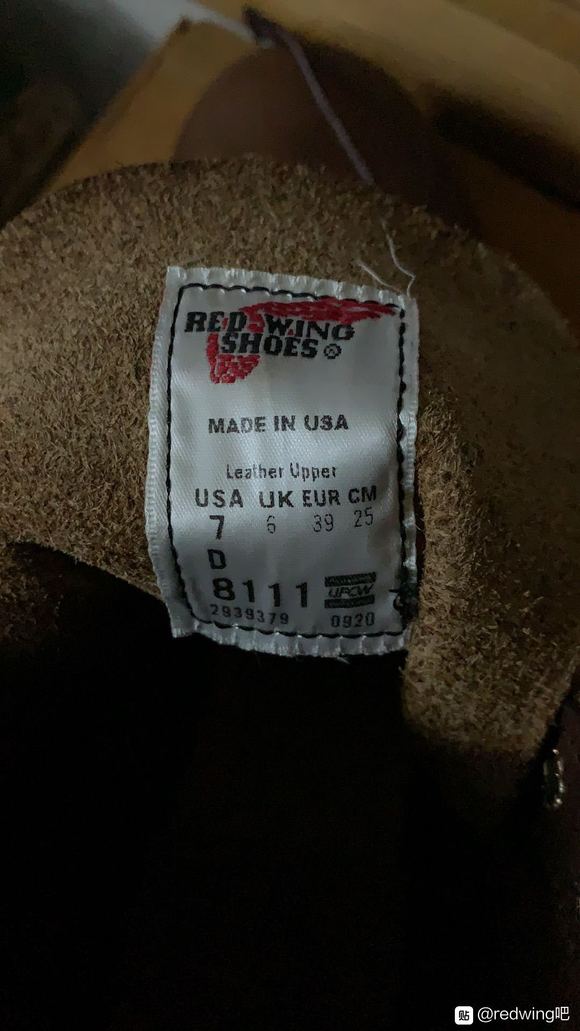 RED WING
SHOES®
MADE IN USA
Leather Upper
USA UK EUR CM
7 6 39 25
D
8111 UFCW
2939379 0920
贴 @redwing吧